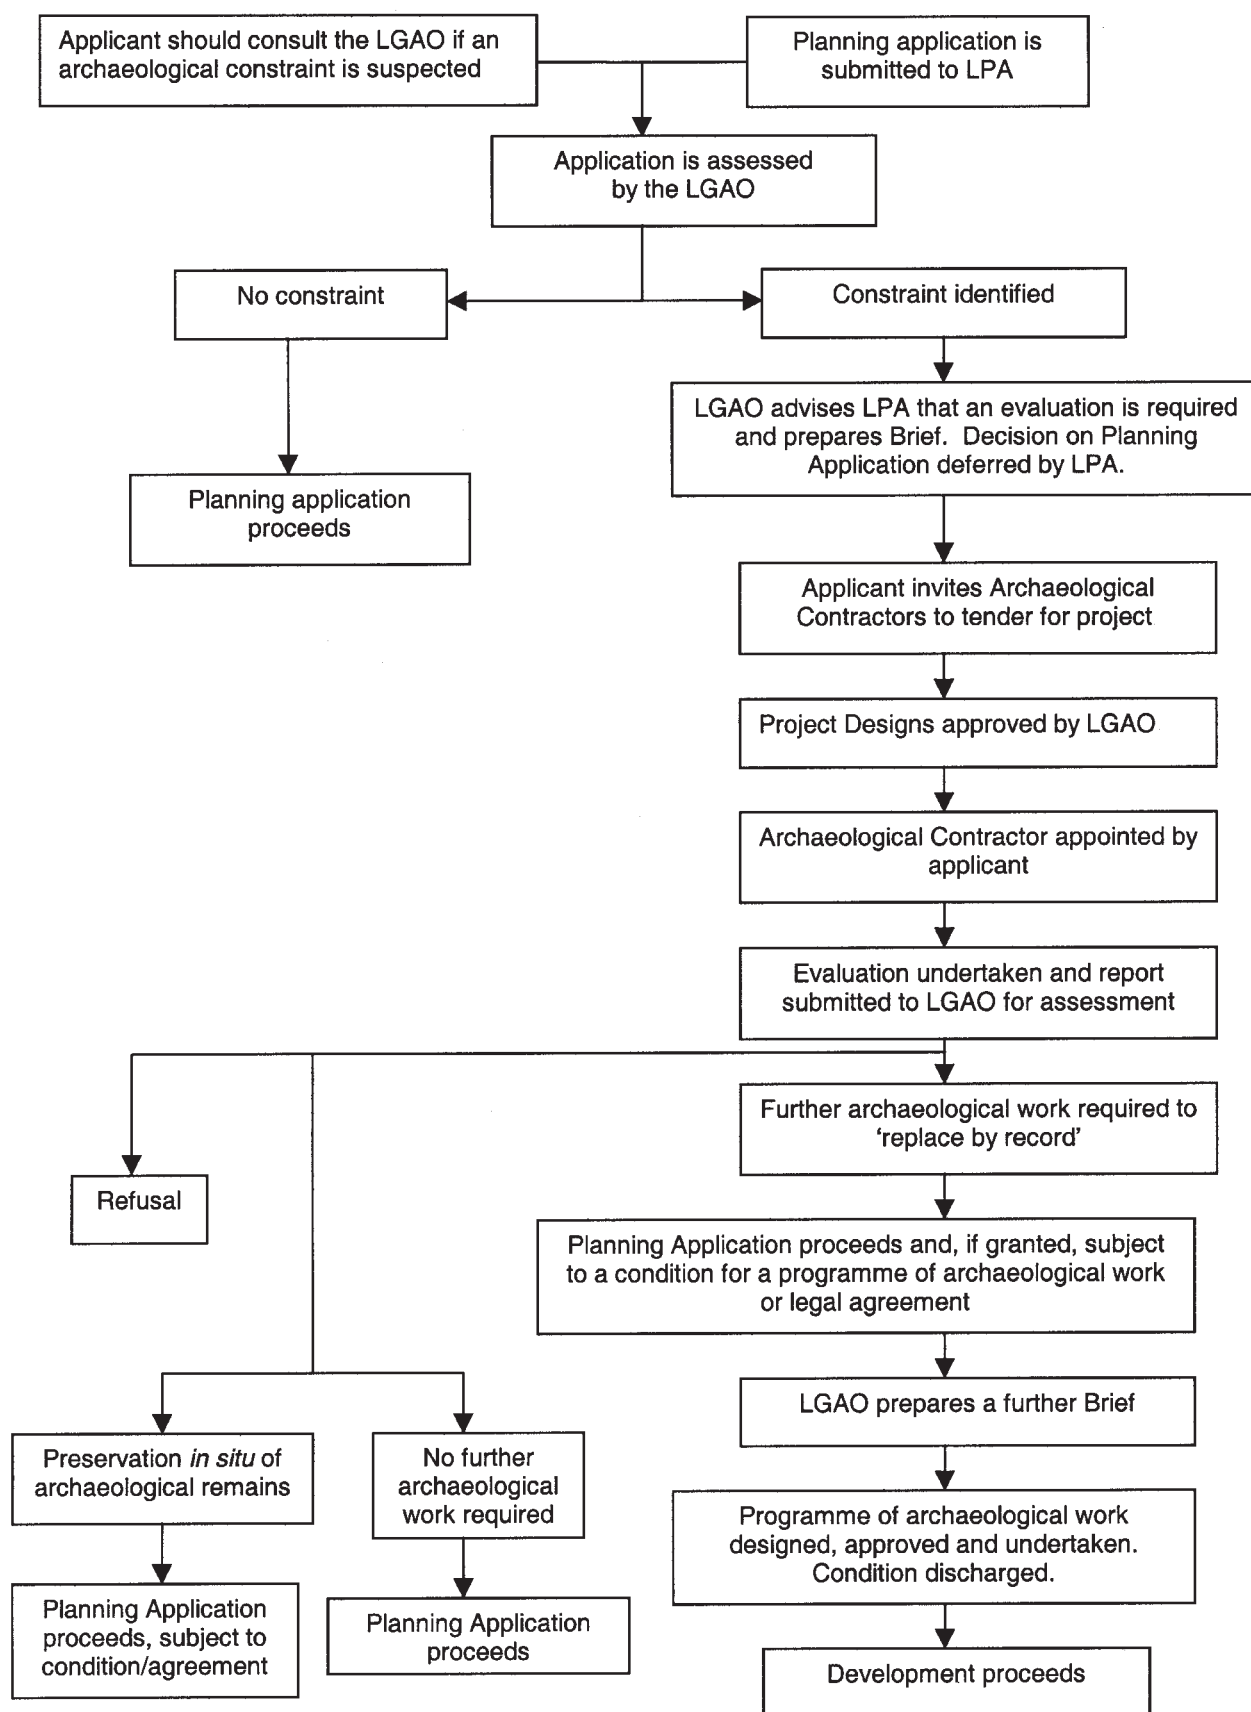 Applicant should consult the LGAO if an
archaeological constraint is suspected
Planning application is
submitted to LPA
Application is assessed
by the LGAO
No constraint
Constraint identified
LGAO advises LPA that an evaluation is required
and prepares Brief.  Decision on Planning
Application deferred by LPA.
Planning application
proceeds
Applicant invites Archaeological
Contractors to tender for project
Project Designs approved by LGAO
Archaeological Contractor appointed by
applicant
Evaluation undertaken and report
submitted to LGAO for assessment
Further archaeological work required to
‘replace by record’
Refusal
Planning Application proceeds and, if granted, subject
to a condition for a programme of archaeological work
or legal agreement
LGAO prepares a further Brief
Preservation in situ of
archaeological remains
No further
archaeological
work required
Programme of archaeological work
designed, approved and undertaken.
Condition discharged.
Planning Application
proceeds, subject to
condition/agreement
Planning Application
proceeds
Development proceeds